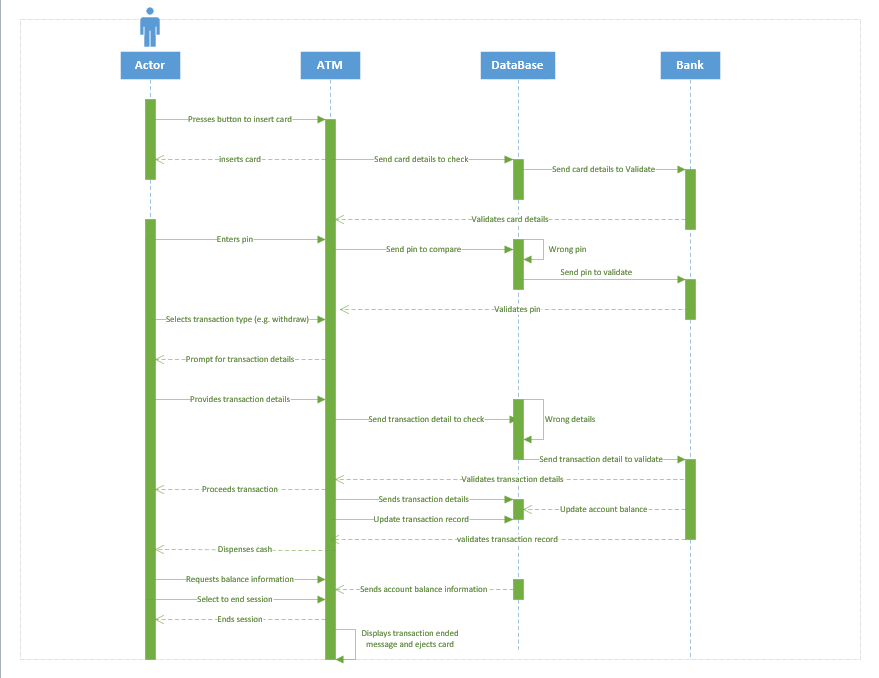 Actor
ATM
DataBase
Bank
Presses button to insert card
inserts card
Send card details to check
Send card details to Validate
Validates card details
Enters pin
Send pin to compare
Wrong pin
Send pin to validate
Validates pin
Selects transaction type (e.g. withdraw)
Prompt for transaction details
Provides transaction details
Send transaction detail to check
Wrong details
Send transaction detail to validate
Validates transaction details
Proceeds transaction
Sends transaction details
Update account balance
Update transaction record
validates transaction record
Dispenses cash
Requests balance information
Sends account balance information
Select to end session
Ends session
Displays transaction ended
message and ejects card